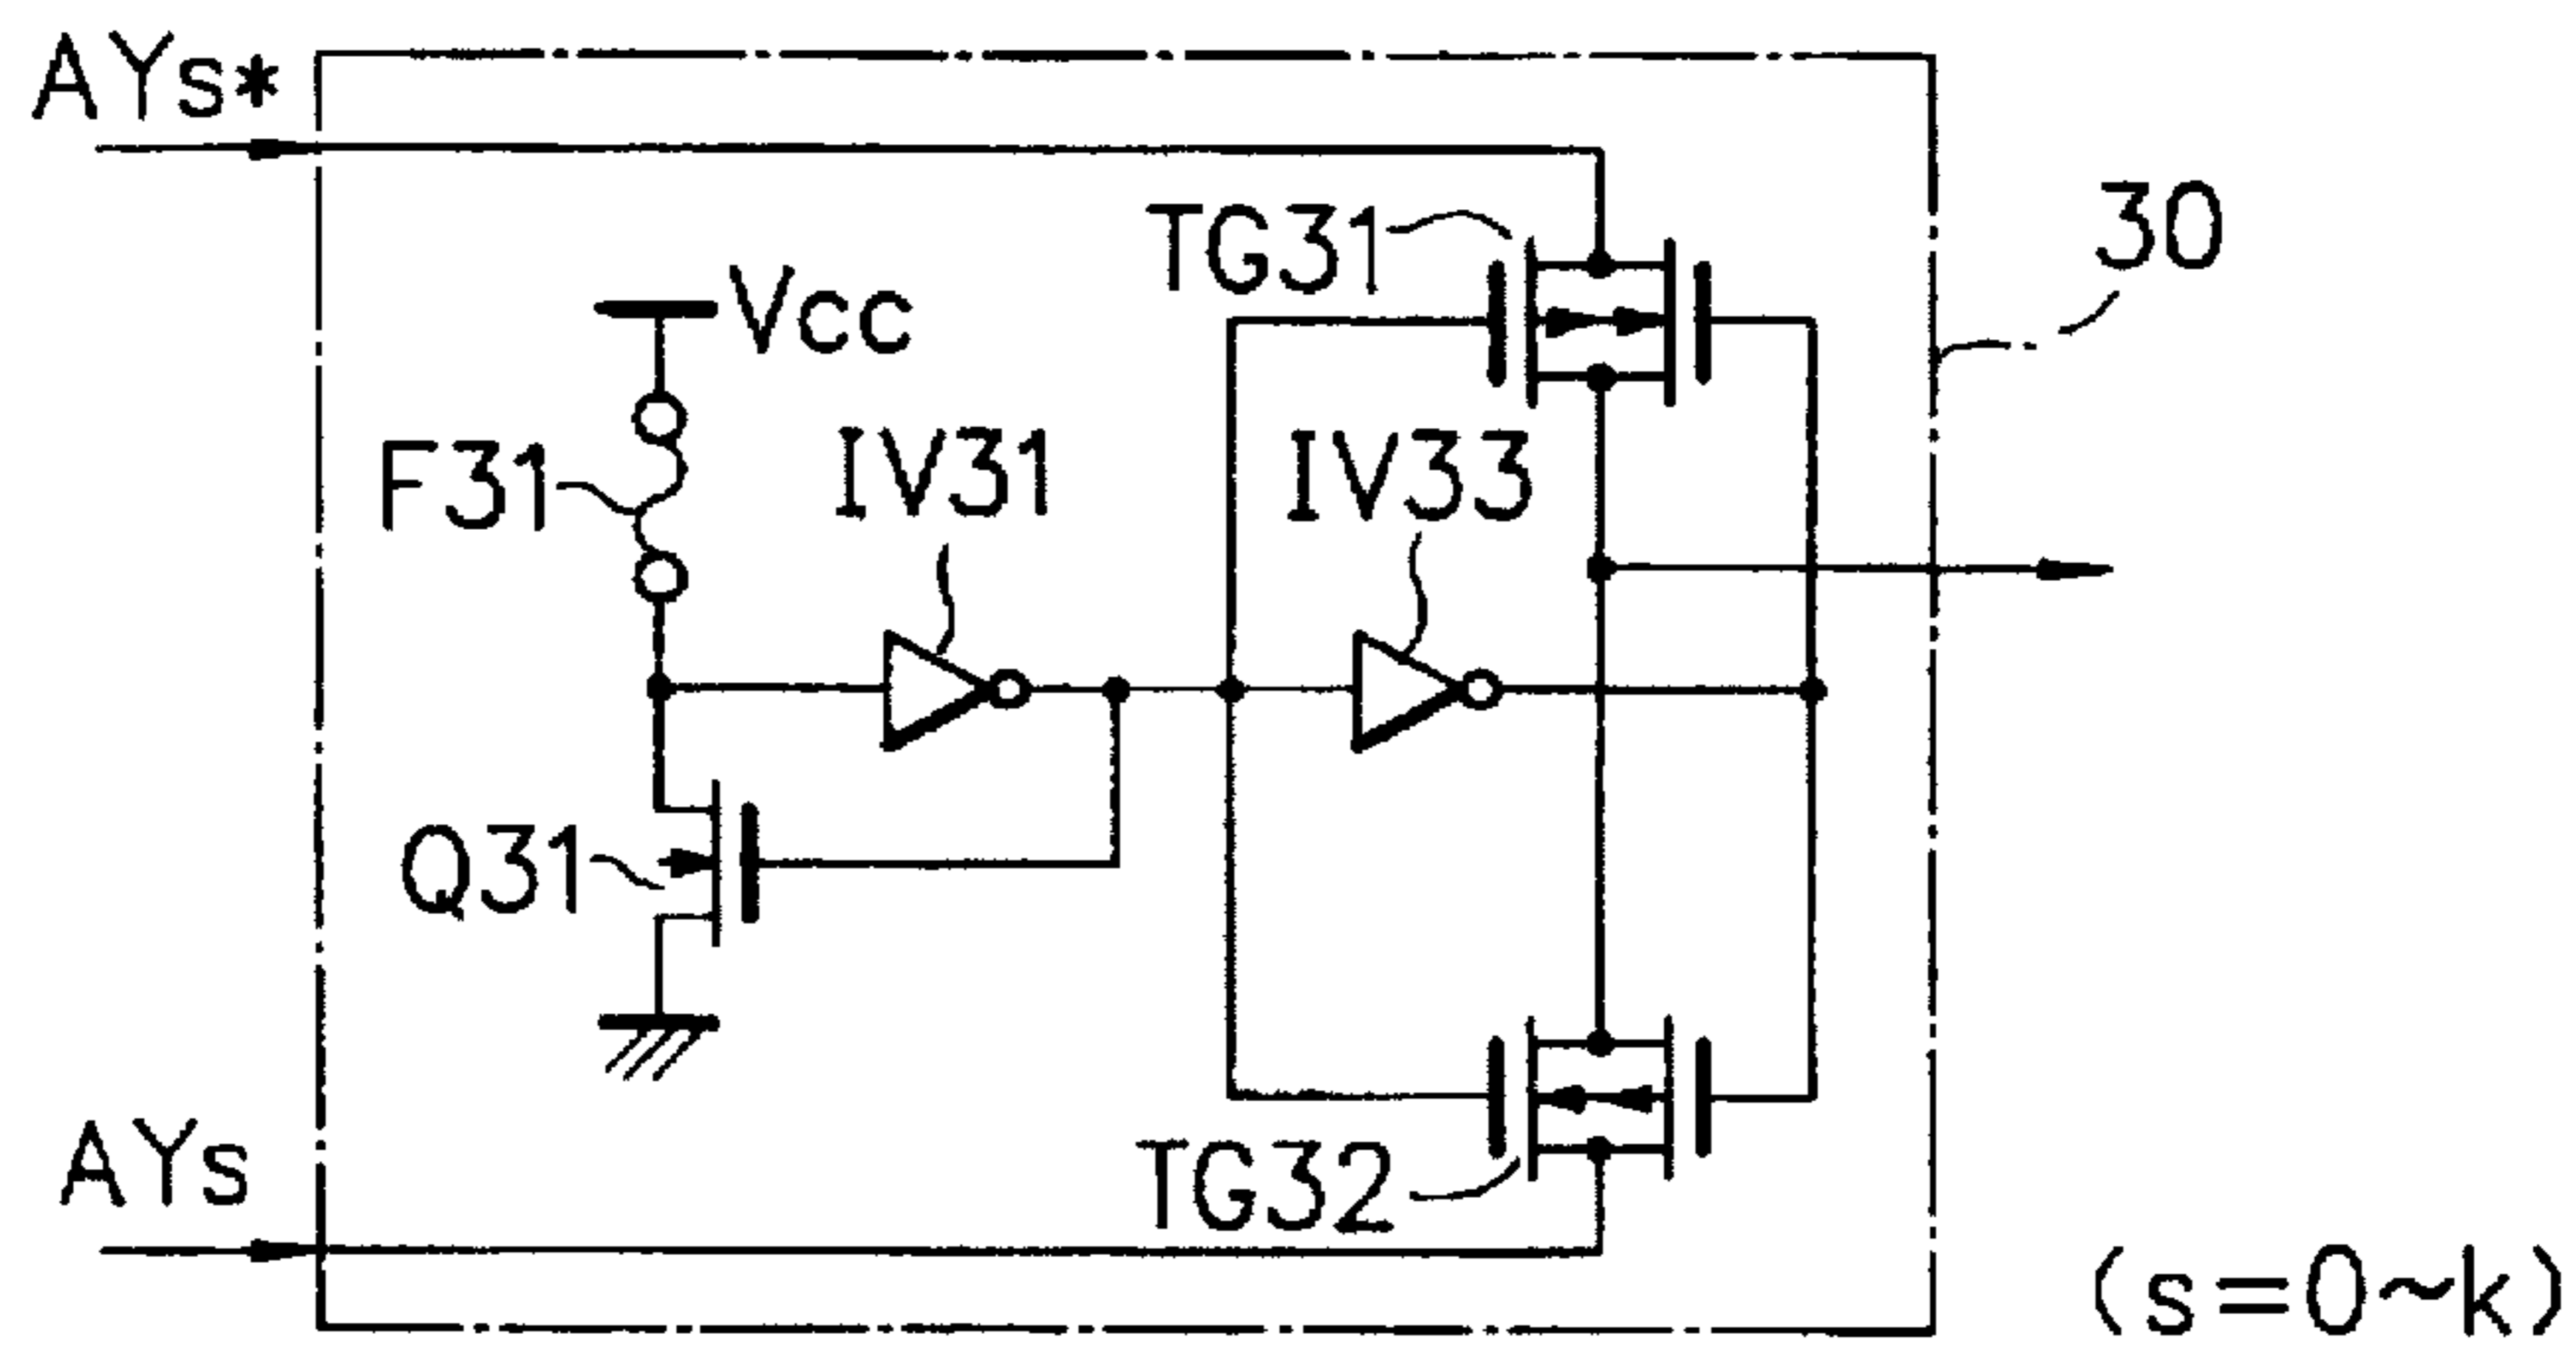 AYs*
TG31
30
Vcc
F31
IV31
IV33
Q31
AYs
TG32
(s=0~k)